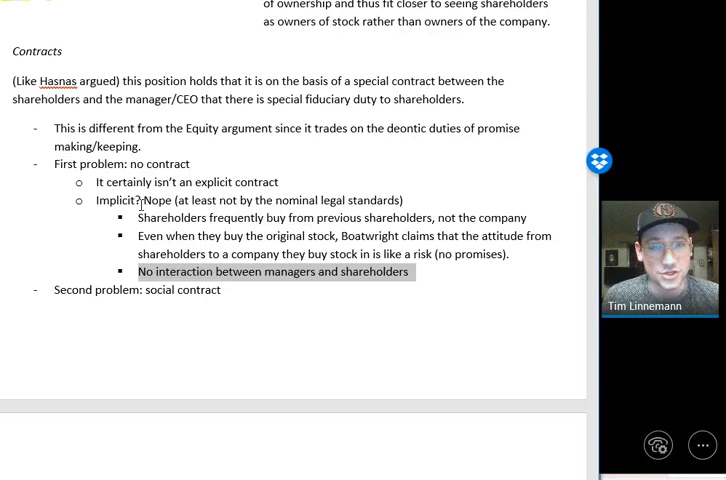 of ownership and thus fit closer to seeing shareholders
as owners of stock rather than owners of the company.
Contracts
(Like Hasnas argued) this position holds that it is on the basis of a special contract between the
shareholders and the manager/CEO that there is special fiduciary duty to shareholders.
- This is different from the Equity argument since it trades on the deontic duties of promise
making/keeping.
- First problem: no contract
o It certainly isn’t an explicit contract
o Implicit? Nope (at least not by the nominal legal standards)
▪ Shareholders frequently buy from previous shareholders, not the company
▪ Even when they buy the original stock, Boatwright claims that the attitude from
shareholders to a company they buy stock in is like a risk (no promises).
▪ No interaction between managers and shareholders
- Second problem: social contract
Tim Linnemann